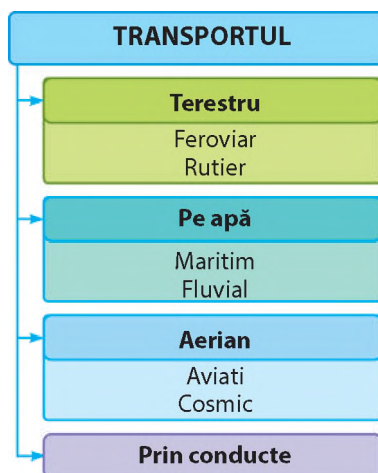 TRANSPORTUL
Terestru
Feroviar
Rutier
Pe apă
Maritim
Fluvial
Aerian
Aviati
Cosmic
Prin conducte